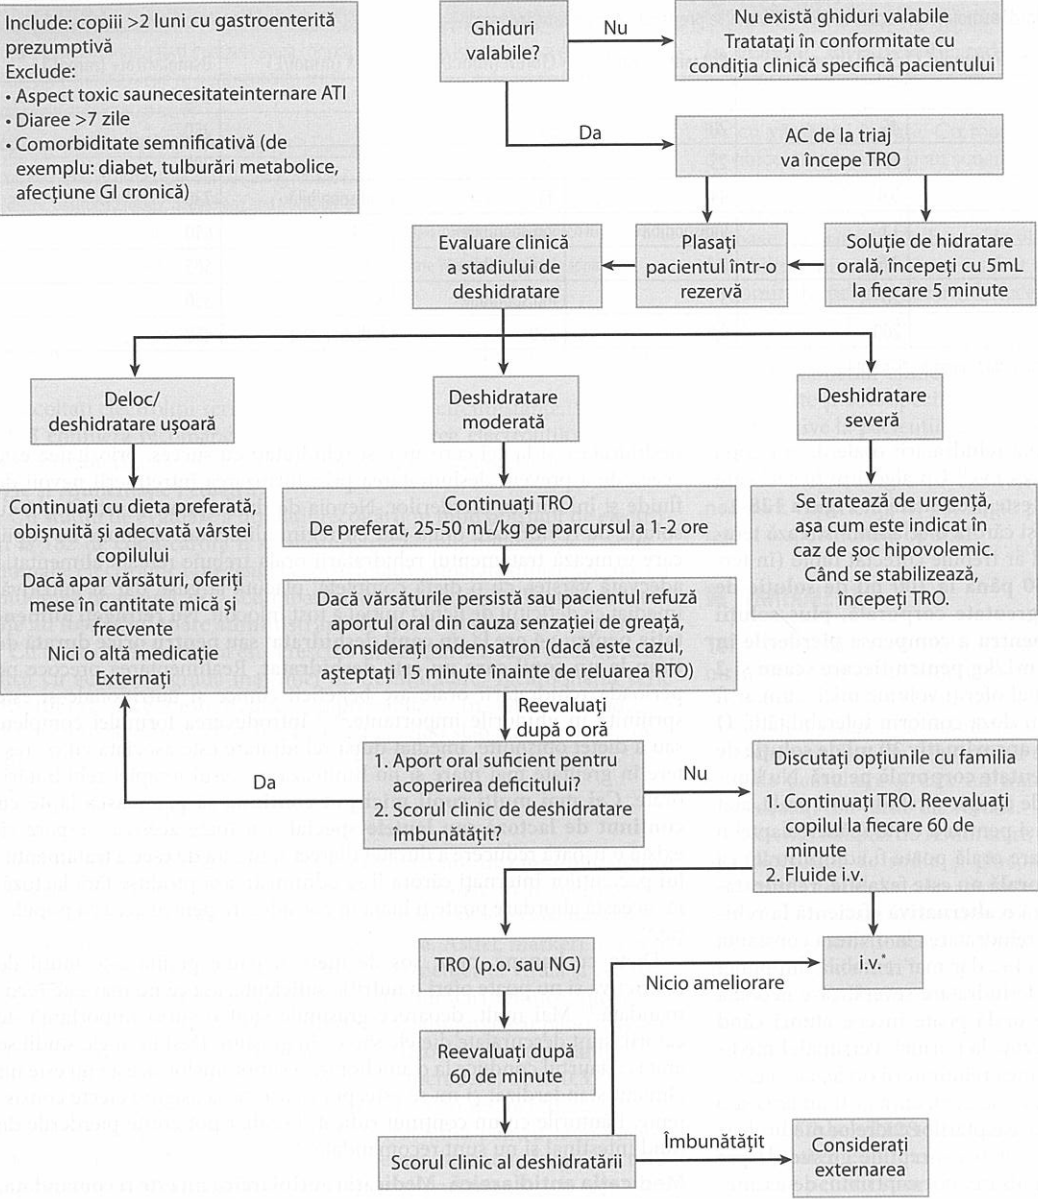 Include: copiii >2 luni cu gastroenterită
prezumptivă
Exclude:
• Aspect toxic saunecesitateinternare ATI
• Diaree >7 zile
• Comorbiditate semnificativă (de
exemplu: diabet, tulburări metabolice,
afecțiune GI cronică)
Ghiduri
valabile?
Nu
Nu există ghiduri valabile
Tratatați în conformitate cu
condiția clinică specifică pacientului
Da
AC de la triaj
va începe TRO
Evaluare clinică
a stadiului de
deshidratare
Plasați
pacientul într-o
rezervă
Soluție de hidratare
orală, începeți cu 5mL
la fiecare 5 minute
Deloc/
deshidratare ușoară
Deshidratare
moderată
Deshidratare
severă
Continuați cu dieta preferată,
obișnuită și adecvată vârstei
copilului
Dacă apar vărsături, oferiți
mese în cantitate mică și
frecvente
Nici o altă medicație
Externați
Continuați TRO
De preferat, 25-50 mL/kg pe parcursul a 1-2 ore
Dacă vărsăturile persistă sau pacientul refuză
aportul oral din cauza senzației de greață,
considerați ondensatron (dacă este cazul,
așteptați 15 minute înainte de reluarea RTO)
Se tratează de urgență,
așa cum este indicat în
caz de șoc hipovolemic.
Când se stabilizează,
începeți TRO.
Reevaluați
după o oră
Da
1. Aport oral suficient pentru
acoperirea deficitului?
2. Scorul clinic de deshidratare
îmbunătățit?
Nu
Discutați opțiunile cu familia
1. Continuați TRO. Reevaluați
copilul la fiecare 60 de
minute
2. Fluide i.v.
TRO (p.o. sau NG)
Nicio ameliorare
i.v.*
Reevaluați după
60 de minute
Scorul clinic al deshidratării
Îmbunătățit
Considerați
externarea